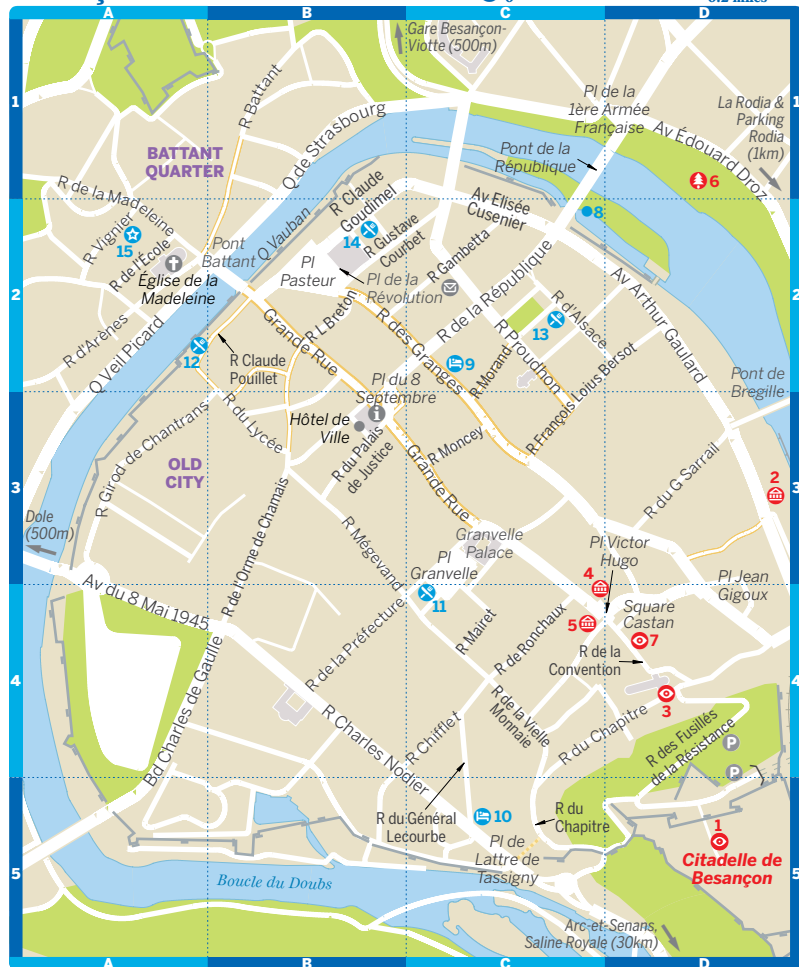 A
B
C
D
Gare Besançon-
Viotte (500m)
1
1
Pl de la
1ère Armée
Française
La Rodia &
Parking
Rodia
(1km)
R Battant
Q de Strasbourg
Av Édouard Droz
BATTANT
QUARTER
Pont de la
République
6
R de la Madeleine
R Claude
Goudimel
Av Elisée
Cusenier
8
R Vignier
15
R de l'École
Pont
Battant
Q Vauban
14
R Gustave
Courbet
Église de la
Madeleine
Pl
Pasteur
Pl de la
Révolution
R Gambetta
R de la République
Av Arthur Gaulard
2
2
R d'Arènes
Q Veil Picard
12
R Claude
Pouillet
Grande Rue
R L Breton
R des Granges
9
R Morand
R Proudhon
13
R d'Alsace
R François Loius Bersot
Pont de
Bregille
Pl du 8
Septembre
Hôtel de
Ville
R Girod de Chantrans
R du Lycée
R du Palais
de Justice
R Moncey
Grande Rue
OLD
CITY
R du G Sarrail
2
3
3
Dole
(500m)
R de l'Orme de Chamais
R Mégevand
Granvelle
Palace
Pl
Granvelle
Pl Victor
Hugo
4
Pl Jean
Gigoux
Av du 8 Mai 1945
11
5
Square
Castan
7
R de la Préfecture
R Mairet
R de Ronchaux
R de la
Convention
3
4
4
Bd Charles de Gaulle
R Charles Nodier
R Chifflet
R de la Vielle
Monnaie
R du Chapitre
R des Fusillés
de la Résistance
P
P
R du Général
Lecourbe
10
R du
Chapitre
1
Citadelle de
Besançon
Pl de
Lattre de
Tassigny
5
5
Boucle du Doubs
Arc-et-Senans,
Saline Royale (30km)
A
B
C
D